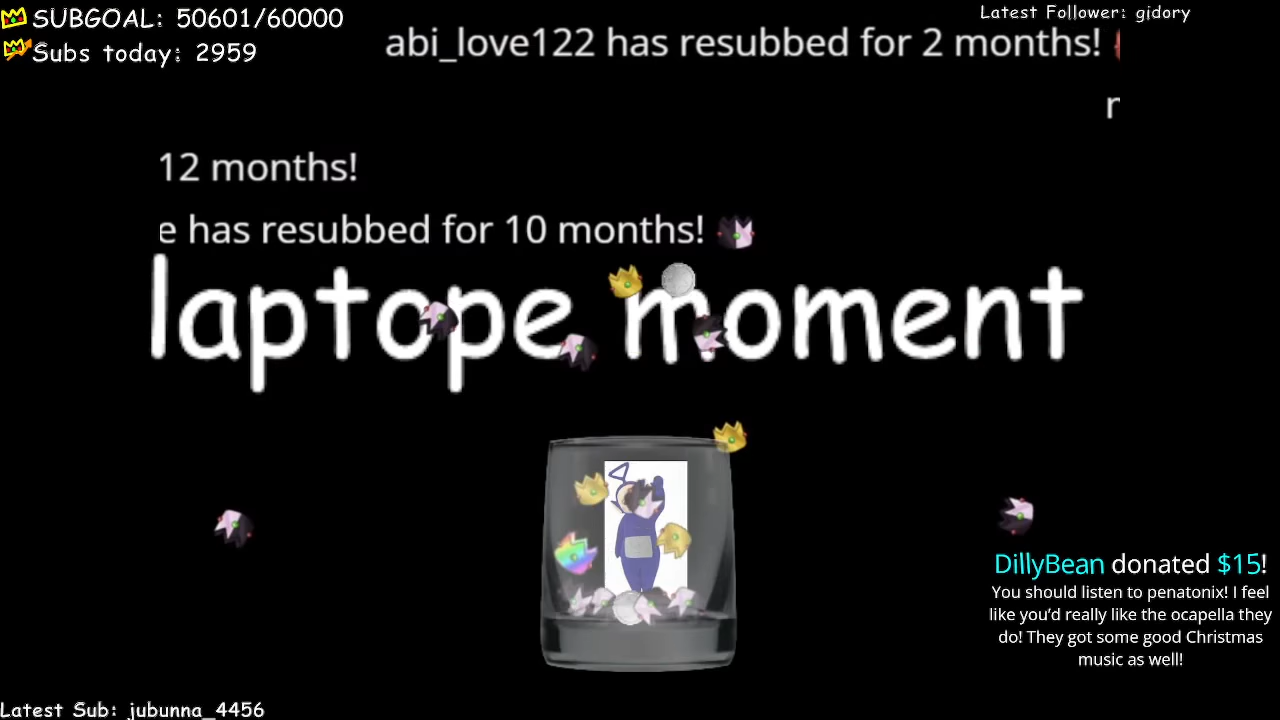 SUBGOAL: 50601/60000
Latest Follower: gidory
Subs today: 2959
abi_love122 has resubbed for 2 months!
12 months!
e has resubbed for 10 months!
laptope moment
DillyBean donated $15!
You should listen to penatonix! I feel
like you'd really like the ocapella they
do! They got some good Christmas
music as well!
Latest Sub: jubunna_4456